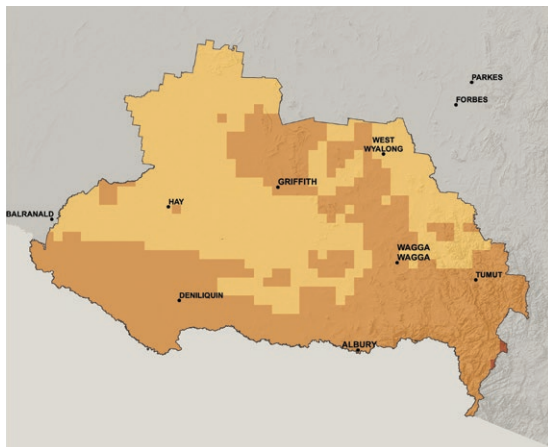 PARKES
FORBES
WEST
WYALONG
GRIFFITH
HAY
BALRANALD
WAGGA
WAGGA
TUMUT
DENILIQUIN
ALBURY